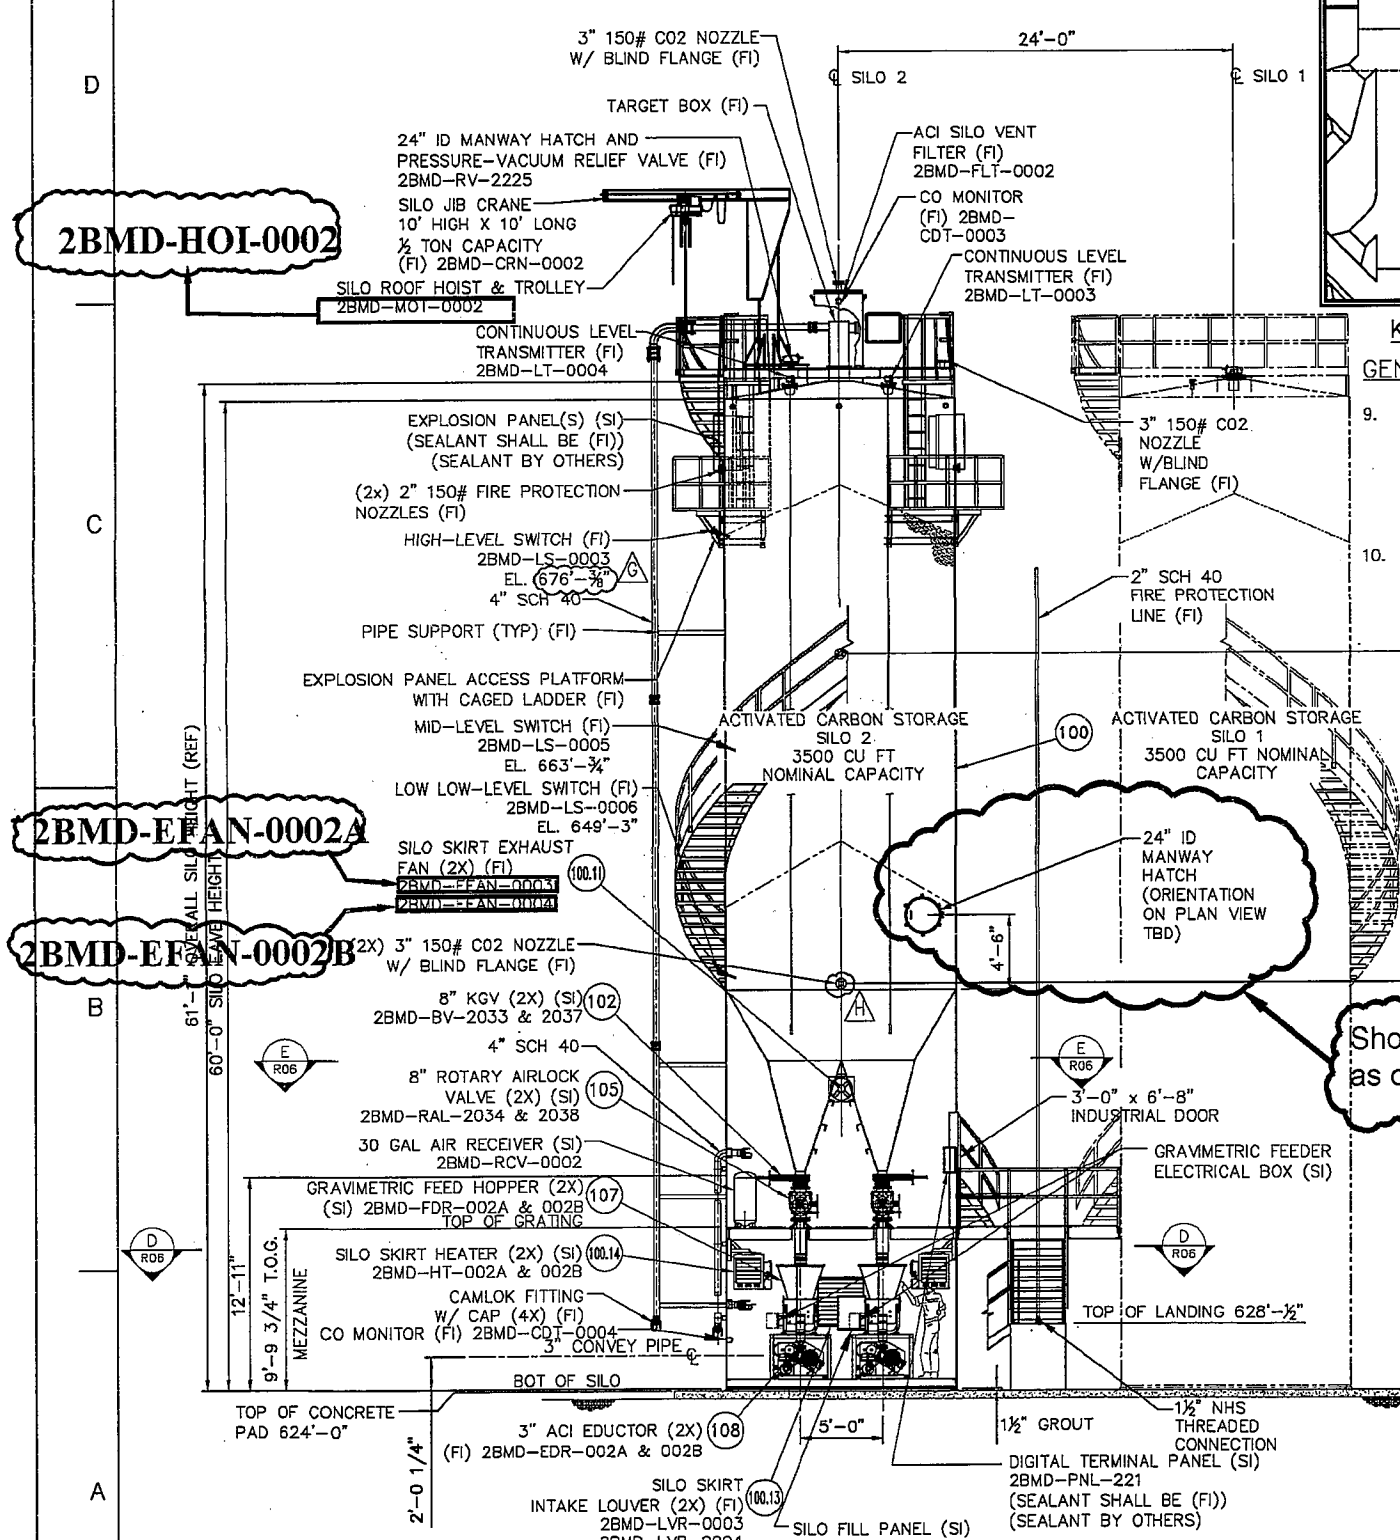 D
3" 150# CO2 NOZZLE
W/ BLIND FLANGE (FI)
24'-0"
℄ SILO 2
℄ SILO 1
TARGET BOX (FI)
24" ID MANWAY HATCH AND
PRESSURE-VACUUM RELIEF VALVE (FI)
2BMD-RV-2225
ACI SILO VENT
FILTER (FI)
2BMD-FLT-0002
SILO JIB CRANE
10' HIGH X 10' LONG
½ TON CAPACITY
(FI) 2BMD-CRN-0002
CO MONITOR
(FI) 2BMD-
CDT-0003
2BMD-HOI-0002
CONTINUOUS LEVEL
TRANSMITTER (FI)
2BMD-LT-0003
SILO ROOF HOIST & TROLLEY
2BMD-MOT-0002
CONTINUOUS LEVEL
TRANSMITTER (FI)
2BMD-LT-0004
K
GEN
9.
EXPLOSION PANEL(S) (SI)
(SEALANT SHALL BE (FI))
(SEALANT BY OTHERS)
3" 150# CO2
NOZZLE
W/BLIND
FLANGE (FI)
(2x) 2" 150# FIRE PROTECTION
NOZZLES (FI)
C
HIGH-LEVEL SWITCH (FI)
2BMD-LS-0003
EL. 676'-⅜"
G
10.
4" SCH 40
2" SCH 40
FIRE PROTECTION
LINE (FI)
PIPE SUPPORT (TYP) (FI)
EXPLOSION PANEL ACCESS PLATFORM
WITH CAGED LADDER (FI)
MID-LEVEL SWITCH (FI)
2BMD-LS-0005
EL. 663'-¾"
ACTIVATED CARBON STORAGE
SILO 2
3500 CU FT
NOMINAL CAPACITY
100
ACTIVATED CARBON STORAGE
SILO 1
3500 CU FT NOMINAL
CAPACITY
LOW LOW-LEVEL SWITCH (FI)
2BMD-LS-0006
EL. 649'-3"
2BMD-EFAN-0002A
SILO SKIRT EXHAUST
FAN (2X) (FI)
2BMD-EFAN-0003
2BMD-EFAN-0004
100.11
24" ID
MANWAY
HATCH
(ORIENTATION
ON PLAN VIEW
TBD)
4'-6"
2BMD-EFAN-0002B
(2X) 3" 150# CO2 NOZZLE
W/ BLIND FLANGE (FI)
OVERALL SILO HEIGHT (REF)
60'-0" SILO EAVE HEIGHT
B
8" KGV (2X) (SI)
2BMD-BV-2033 & 2037
102
H
Sho
as
4" SCH 40
E
R06
E
R06
8" ROTARY AIRLOCK
VALVE (2X) (SI)
2BMD-RAL-2034 & 2038
105
3'-0" x 6'-8"
INDUSTRIAL DOOR
30 GAL AIR RECEIVER (SI)
2BMD-RCV-0002
GRAVIMETRIC FEEDER
ELECTRICAL BOX (SI)
GRAVIMETRIC FEED HOPPER (2X)
(SI) 2BMD-FDR-002A & 002B
107
TOP OF GRATING
D
R06
D
R06
SILO SKIRT HEATER (2X) (SI)
2BMD-HT-002A & 002B
100.14
12'-11"
9'-9 3/4" T.O.G.
MEZZANINE
CAMLOK FITTING
W/ CAP (4X) (FI)
CO MONITOR (FI) 2BMD-CDT-0004
TOP OF LANDING 628'-½"
3" CONVEY PIPE ℄
BOT OF SILO
TOP OF CONCRETE
PAD 624'-0"
2'-0 1/4"
3" ACI EDUCTOR (2X)
(FI) 2BMD-EDR-002A & 002B
108
5'-0"
1½" GROUT
1½" NHS
THREADED
CONNECTION
DIGITAL TERMINAL PANEL (SI)
2BMD-PNL-221
(SEALANT SHALL BE (FI))
(SEALANT BY OTHERS)
A
SILO SKIRT
INTAKE LOUVER (2X) (FI)
2BMD-LVR-0003
100.13
SILO FILL PANEL (SI)